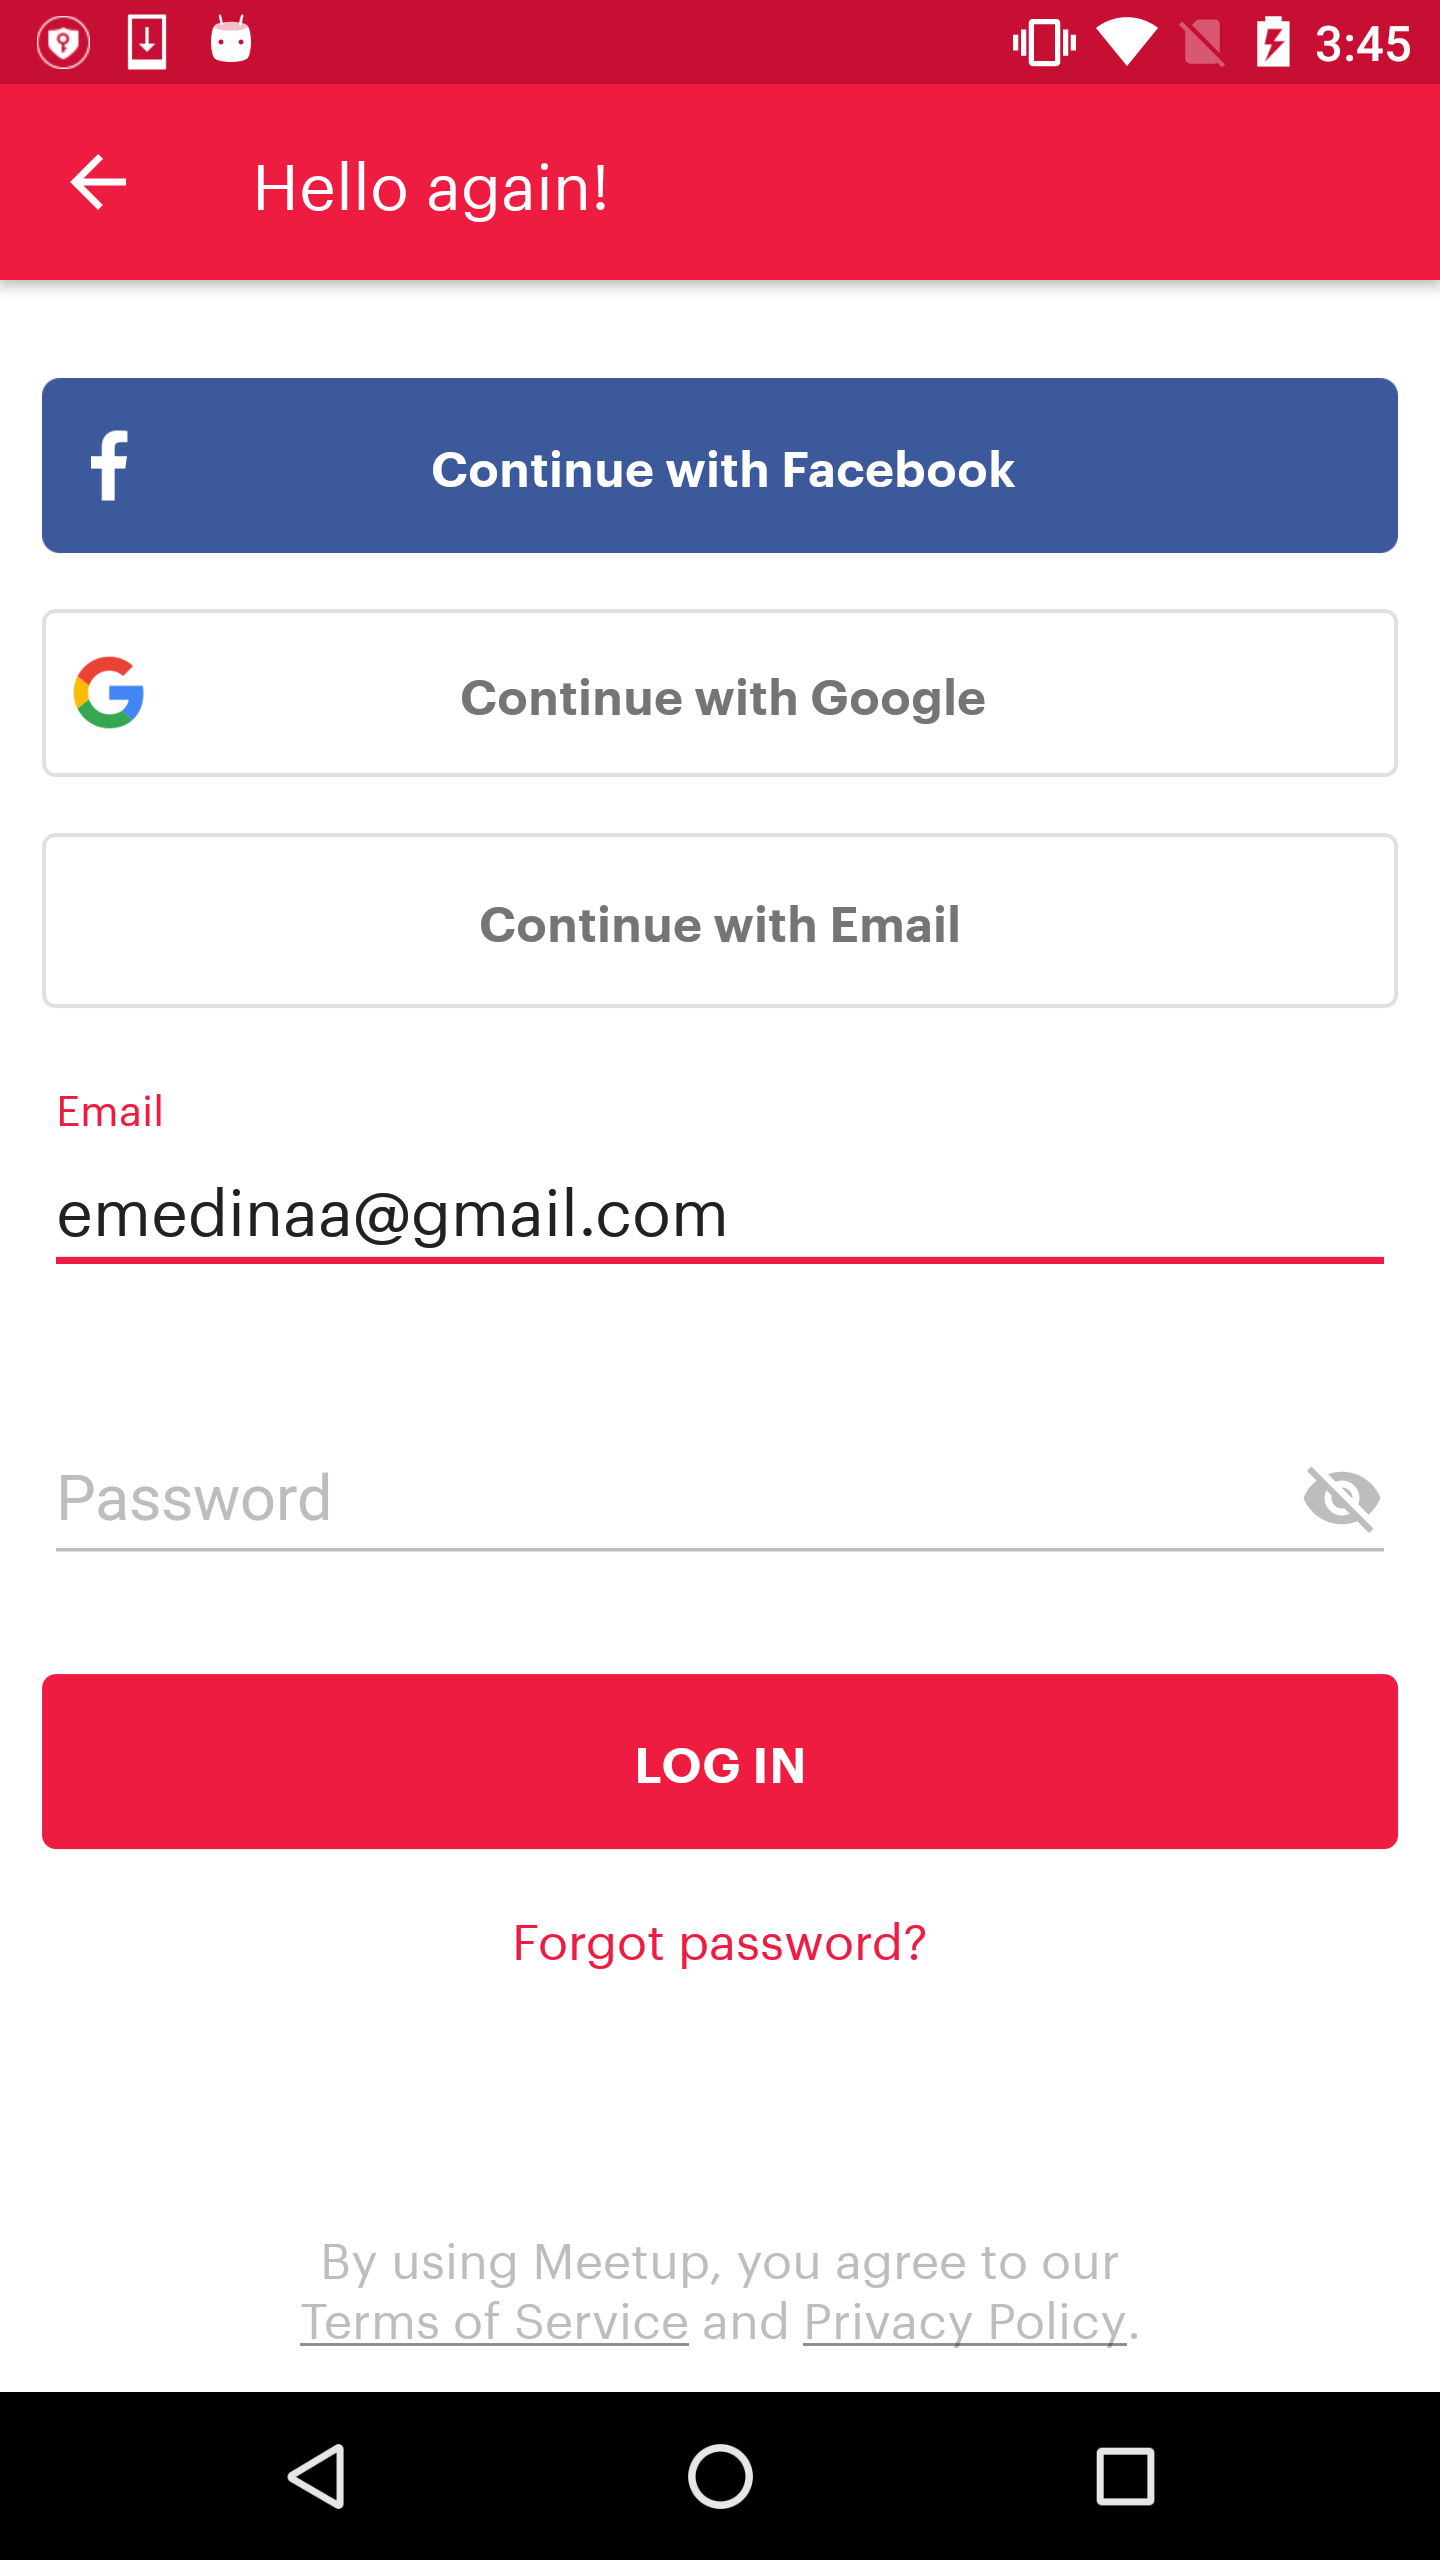 3:45
Hello again!
Continue with Facebook
Continue with Google
Continue with Email
Email
emedinaa@gmail.com
Password
LOG IN
Forgot password?
By using Meetup, you agree to our
Terms of Service and Privacy Policy.